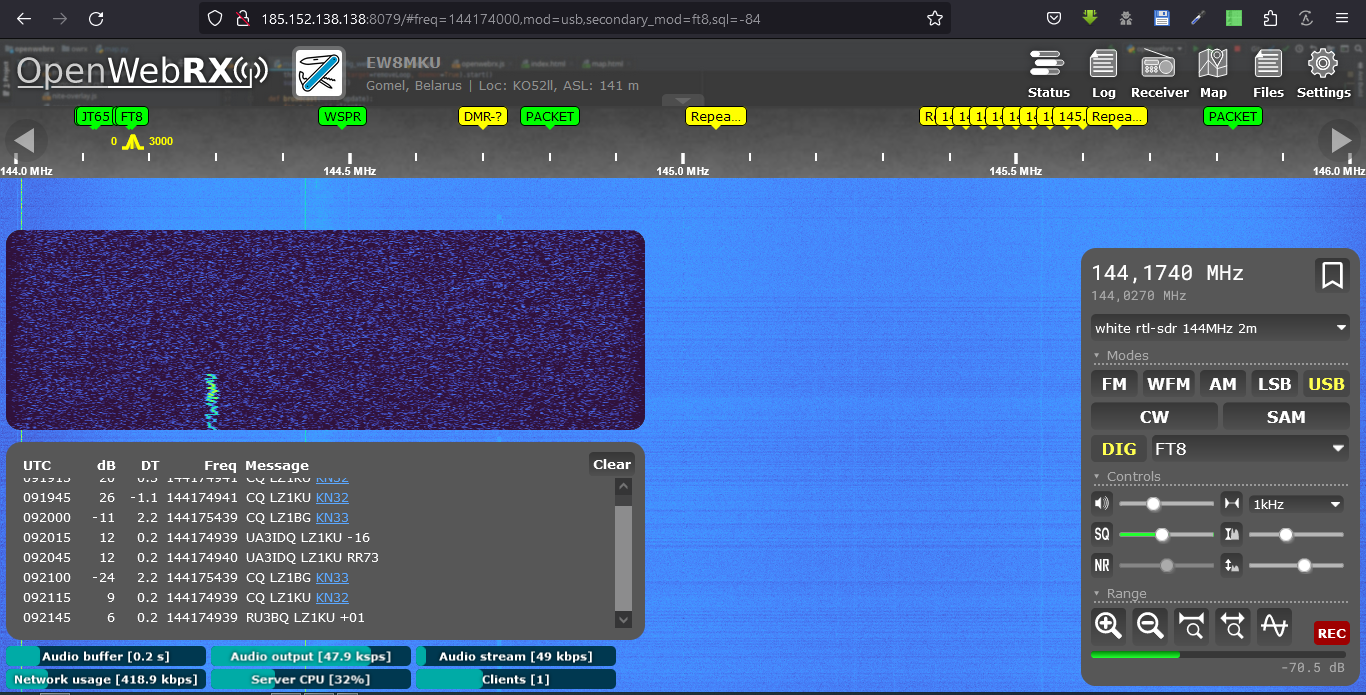 185.152.138.138:8079/#freq=144174000,mod=usb,secondary_mod=ft8,sql=-84
OpenWebRX
EW8MKU
Gomel, Belarus | Loc: KO52ll, ASL: 141 m
Status Log Receiver Map Files Settings
JT65 FT8 WSPR DMR-? PACKET Repea... 145. Repea... PACKET
0 3000
144.0 MHz 144.5 MHz 145.0 MHz 145.5 MHz 146.0 MHz
144,1740 MHz
144,0270 MHz
white rtl-sdr 144MHz 2m
Modes
FM WFM AM LSB USB
CW SAM
DIG FT8
Controls
1kHz
SQ
NR
Range
REC
-70.5 dB
UTC dB DT Freq Message Clear
091915 26 0.3 144174941 CQ LZ1KU KN32
091945 26 -1.1 144174941 CQ LZ1KU KN32
092000 -11 2.2 144175439 CQ LZ1BG KN33
092015 12 0.2 144174939 UA3IDQ LZ1KU -16
092045 12 0.2 144174940 UA3IDQ LZ1KU RR73
092100 -24 2.2 144175439 CQ LZ1BG KN33
092115 9 0.2 144174939 CQ LZ1KU KN32
092145 6 0.2 144174939 RU3BQ LZ1KU +01
Audio buffer [0.2 s] Audio output [47.9 ksps] Audio stream [49 kbps]
Network usage [418.9 kbps] Server CPU [32%] Clients [1]